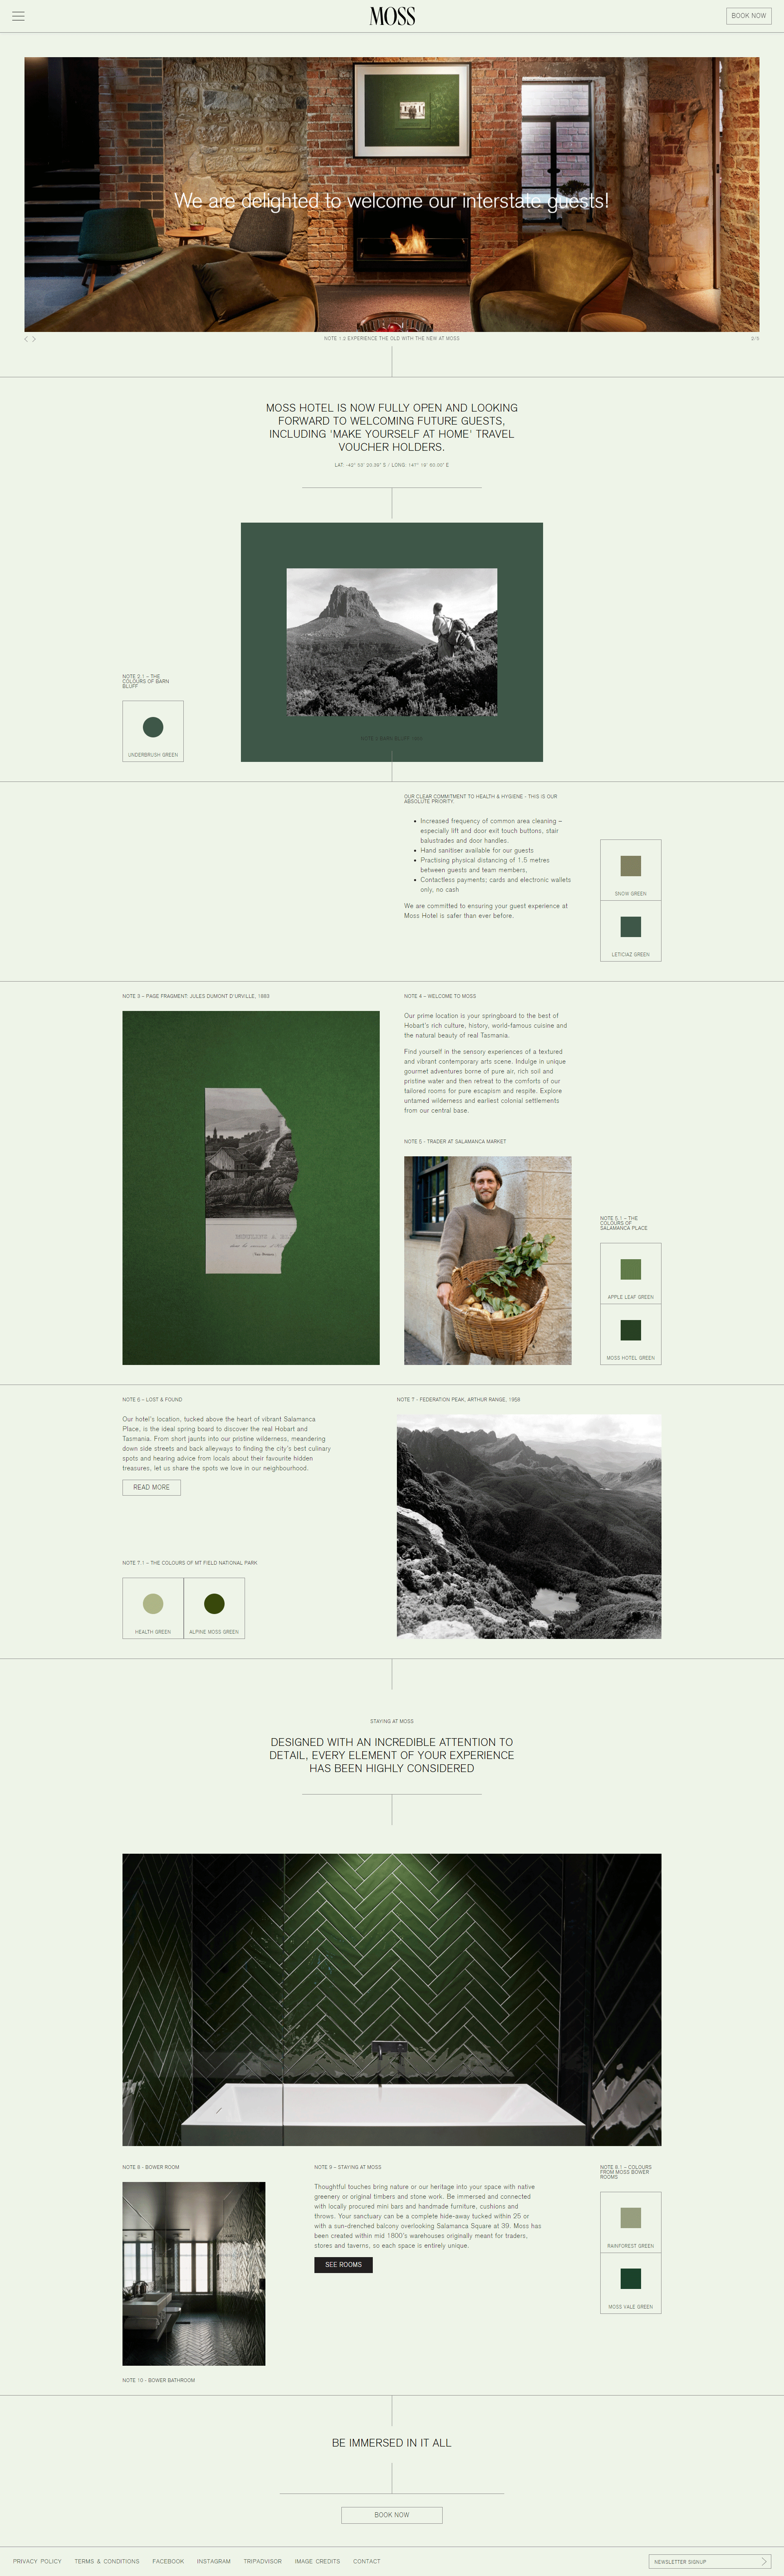 MOSS
BOOK NOW
We are delighted to welcome our interstate guests!
NOTE 1.2 EXPERIENCE THE OLD WITH THE NEW AT MOSS
2/5
MOSS HOTEL IS NOW FULLY OPEN AND LOOKING
FORWARD TO WELCOMING FUTURE GUESTS,
INCLUDING 'MAKE YOURSELF AT HOME' TRAVEL
VOUCHER HOLDERS.
NOTE 2.1 – THE
COLOURS OF BARN
BLUFF
UNDERBRUSH GREEN
OUR CLEAR COMMITMENT TO HEALTH & HYGIENE - THIS IS OUR
ABSOLUTE PRIORITY.
• Increased frequency of common area cleaning –
especially lift and door exit touch buttons, stair
balustrades and door handles.
• Hand sanitiser available for our guests
• Practising physical distancing of 1.5 metres
between guests and team members,
• Contactless payments; cards and electronic wallets
only, no cash
We are committed to ensuring your guest experience at
Moss Hotel is safer than ever before.
SNOW GREEN
LETICIAZ GREEN
NOTE 3 – PAGE FRAGMENT: JULES DUMONT D'URVILLE, 1983
NOTE 4 – WELCOME TO MOSS
Our prime location is your springboard to the best of
Hobart's rich culture, history, world-famous cuisine and
the natural beauty of real Tasmania.
Find yourself in the sensory experiences of a textured
and vibrant contemporary arts scene. Indulge in unique
gourmet adventures borne of pure air, rich soil and
pristine water and then retreat to the comforts of our
tailored rooms for pure escapism and respite. Explore
untamed wilderness and earliest colonial settlements
from our central base.
NOTE 5 - TRADER AT SALAMANCA MARKET
NOTE 5.1 – THE
COLOURS OF
SALAMANCA PLACE
APPLE LEAF GREEN
MOSS HOTEL GREEN
NOTE 6 – LOST & FOUND
Our hotel's location, tucked above the heart of vibrant Salamanca
Place, is the ideal spring board to discover the real Hobart and
Tasmania. From short jaunts into our pristine wilderness, meandering
down side streets and back alleyways to finding the city's best culinary
and hearing advice from locals about their favourite hidden
treasures, let us share the spots we love in our neighbourhood.
READ MORE
NOTE 7 - FEDERATION PEAK, ARTHUR RANGE, 1958
NOTE 7.1 – THE COLOURS OF MT FIELD NATIONAL PARK
HEALTH GREEN
ALPINE MOSS GREEN
STAYING AT MOSS
DESIGNED WITH AN INCREDIBLE ATTENTION TO
DETAIL, EVERY ELEMENT OF YOUR EXPERIENCE
HAS BEEN HIGHLY CONSIDERED
NOTE 8 - BOWER ROOM
NOTE 9 – STAYING AT MOSS
Thoughtful touches bring nature or our heritage into your space with native
greenery or original timbers and stone work. Be immersed and connected
with locally procured mini bars and handmade furniture, cushions and
throws. Your sanctuary can be a complete hide-away tucked within 25 or
with a sun-drenched balcony overlooking Salamanca Square at 39. Moss has
been created within mid 1800's warehouses originally meant for traders,
stores and taverns, so each space is entirely unique.
SEE ROOMS
NOTE 8.1 – COLOURS
FROM MOSS BOWER
ROOMS
RAINFOREST GREEN
MOSS VALE GREEN
NOTE 10 - BOWER BATHROOM
BE IMMERSED IN IT ALL
BOOK NOW
PRIVACY POLICY
TERMS & CONDITIONS
FACEBOOK
INSTAGRAM
TRIPADVISOR
IMAGE CREDITS
CONTACT
NEWSLETTER SIGNUP